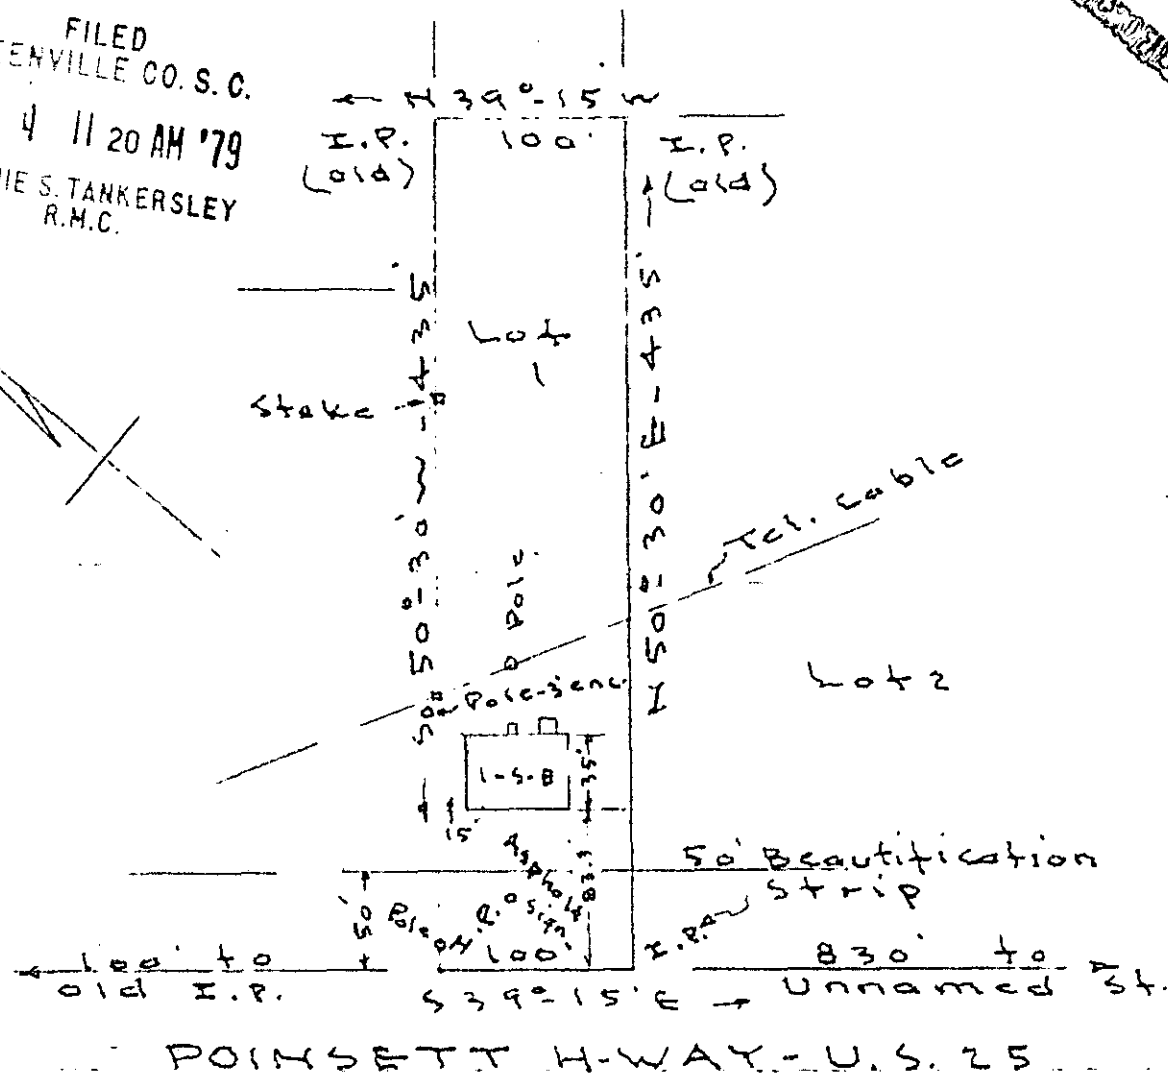 FILED
ENVILLE CO. S. C.
4 11 20 AM '79
IE S. TANKERSLEY
R.M.C.
← N 39°-15 W
I.P.
(old)
100'
I.P.
(old)
S 50°-30' W - 435'
N 50°-30' E - 435'
Lot
1
Stake
Tel. Cable
Pole
Lot 2
Pole-Fenc.
1-S-B
35'
15'
Asphalt
83.5
50' Beautification
Strip
50'
Pole
Sign
I.P.
100' to
old I.P.
100'
830' to
Unnamed St.
S 39°-15' E →
POINSETT H-WAY - U.S. 25